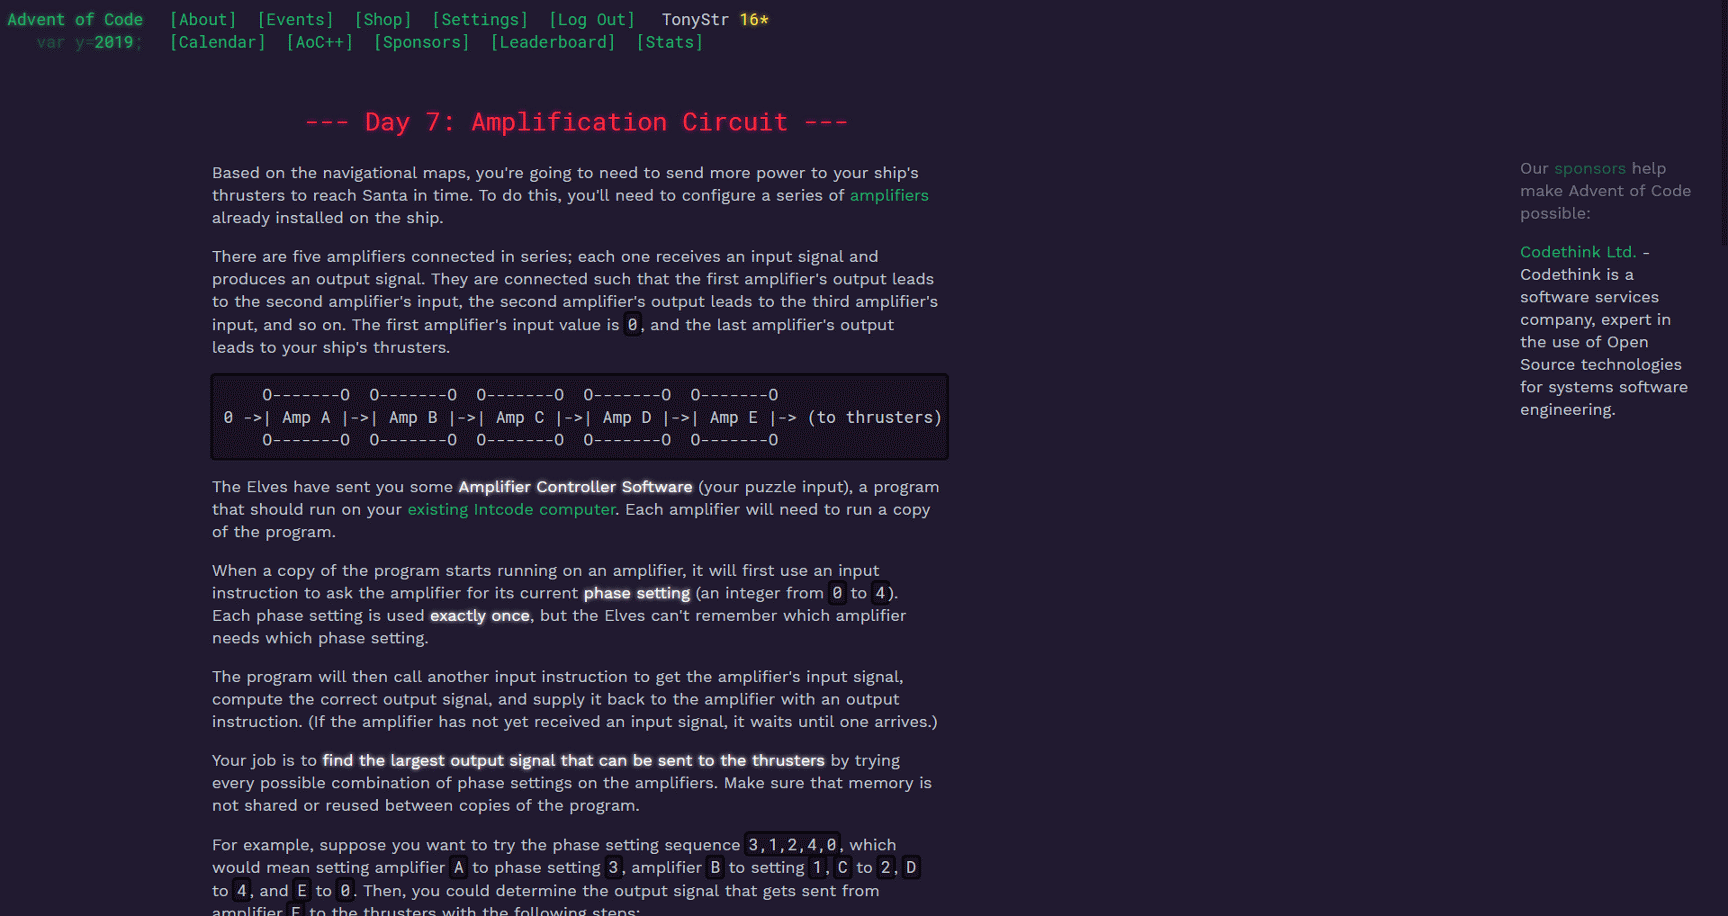 Advent of Code [About] [Events] [Shop] [Settings] [Log Out] TonyStr 16*
var y=2019; [Calendar] [AoC++] [Sponsors] [Leaderboard] [Stats]
--- Day 7: Amplification Circuit ---
Based on the navigational maps, you're going to need to send more power to your ship's
thrusters to reach Santa in time. To do this, you'll need to configure a series of amplifiers
already installed on the ship.
There are five amplifiers connected in series; each one receives an input signal and
produces an output signal. They are connected such that the first amplifier's output leads
to the second amplifier's input, the second amplifier's output leads to the third amplifier's
input, and so on. The first amplifier's input value is 0, and the last amplifier's output
leads to your ship's thrusters.
    O-------O  O-------O  O-------O  O-------O  O-------O
0 ->| Amp A |->| Amp B |->| Amp C |->| Amp D |->| Amp E |-> (to thrusters)
    O-------O  O-------O  O-------O  O-------O  O-------O
The Elves have sent you some Amplifier Controller Software (your puzzle input), a program
that should run on your existing Intcode computer. Each amplifier will need to run a copy
of the program.
When a copy of the program starts running on an amplifier, it will first use an input
instruction to ask the amplifier for its current phase setting (an integer from 0 to 4).
Each phase setting is used exactly once, but the Elves can't remember which amplifier
needs which phase setting.
The program will then call another input instruction to get the amplifier's input signal,
compute the correct output signal, and supply it back to the amplifier with an output
instruction. (If the amplifier has not yet received an input signal, it waits until one arrives.)
Your job is to find the largest output signal that can be sent to the thrusters by trying
every possible combination of phase settings on the amplifiers. Make sure that memory is
not shared or reused between copies of the program.
For example, suppose you want to try the phase setting sequence 3,1,2,4,0, which
would mean setting amplifier A to phase setting 3, amplifier B to setting 1, C to 2, D
to 4, and E to 0. Then, you could determine the output signal that gets sent from
amplifier E to the thrusters with the following steps:
Our sponsors help
make Advent of Code
possible:
Codethink Ltd. -
Codethink is a
software services
company, expert in
the use of Open
Source technologies
for systems software
engineering.